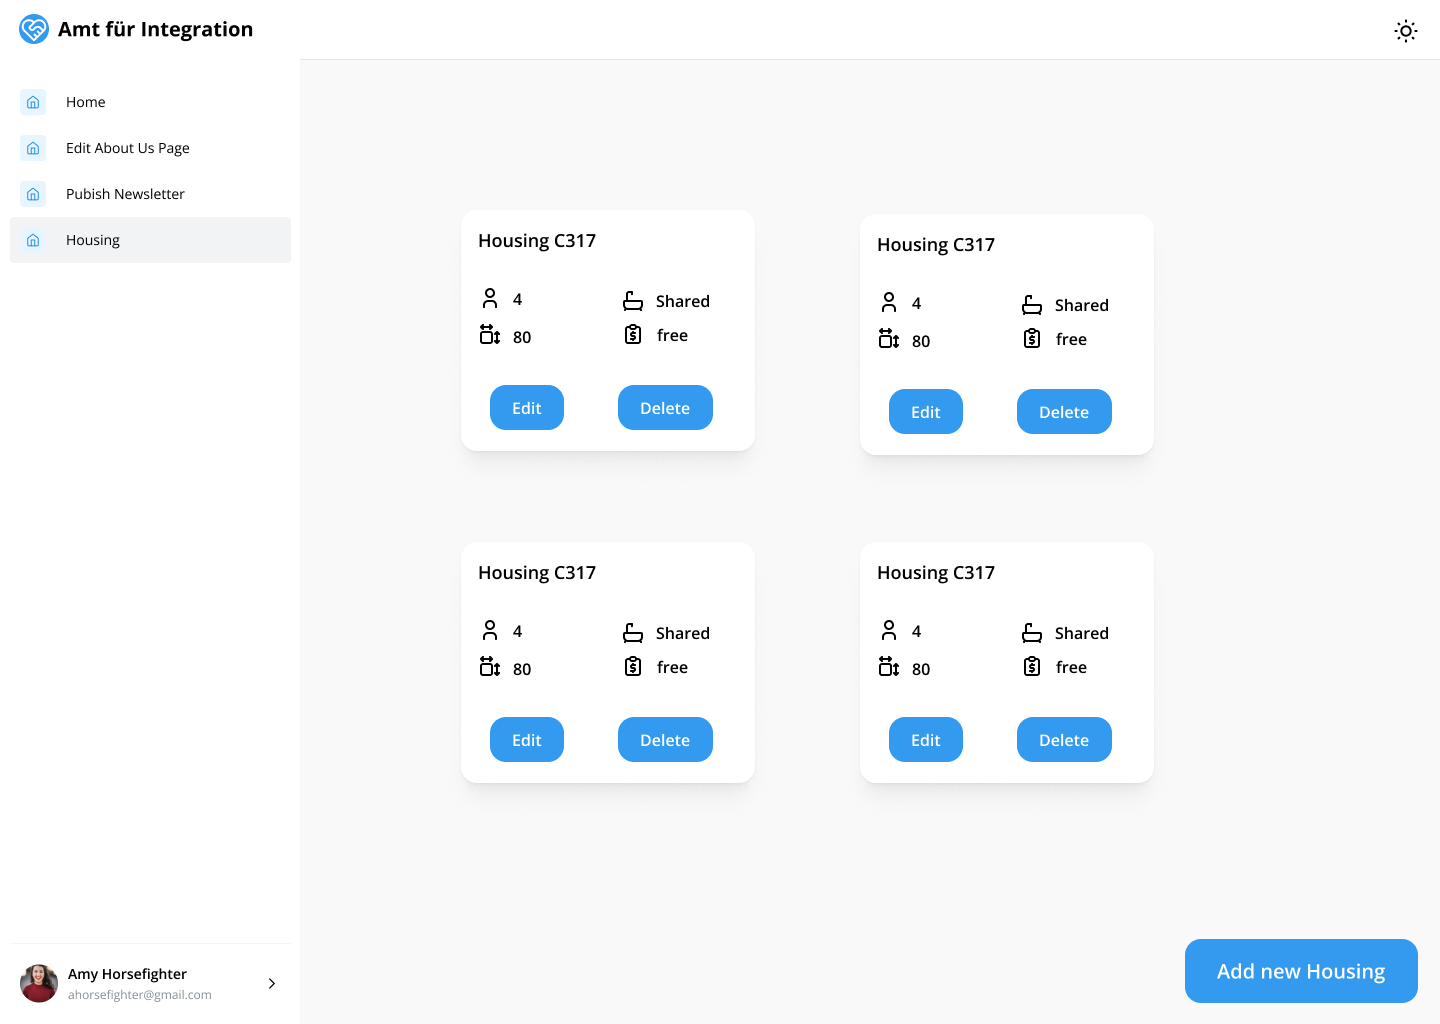 Amt für Integration
Home
Edit About Us Page
Pubish Newsletter
Housing
Housing C317
4
Shared
80
free
Edit
Delete
Housing C317
4
Shared
80
free
Edit
Delete
Housing C317
4
Shared
80
free
Edit
Delete
Housing C317
4
Shared
80
free
Edit
Delete
Amy Horsefighter
ahorsefighter@gmail.com
Add new Housing